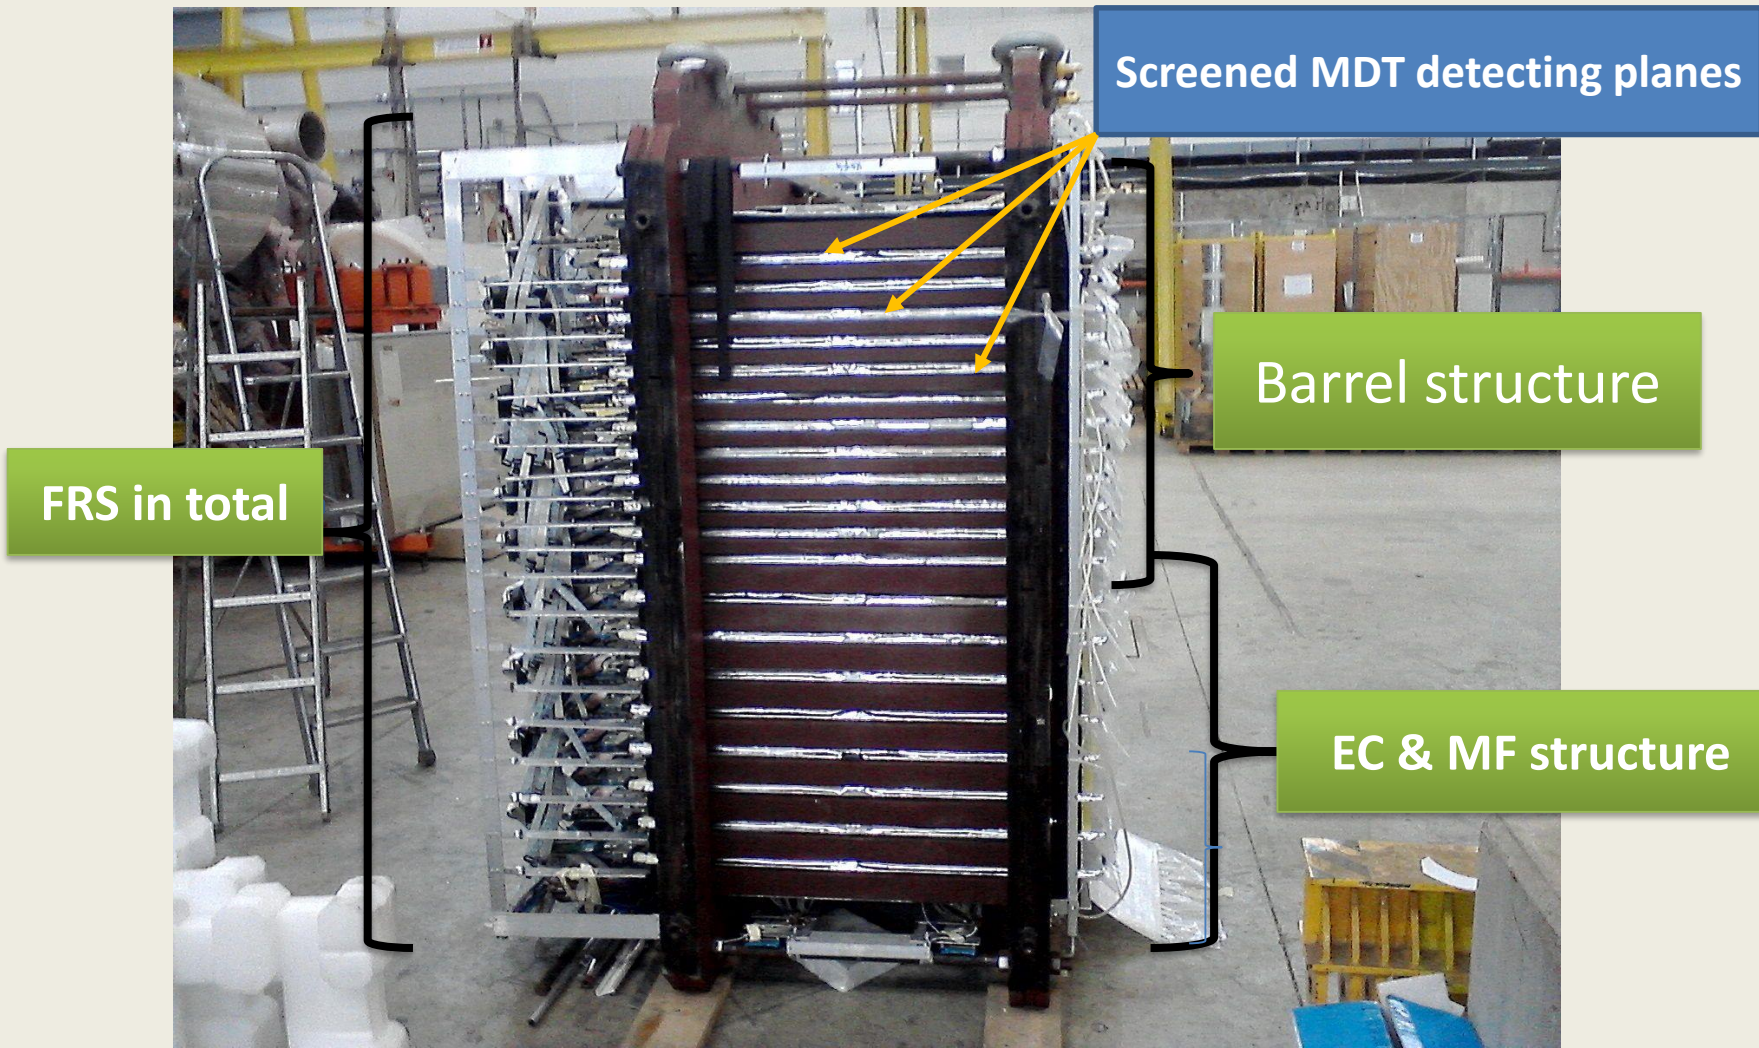 Screened MDT detecting planes
Barrel structure
FRS in total
EC & MF structure